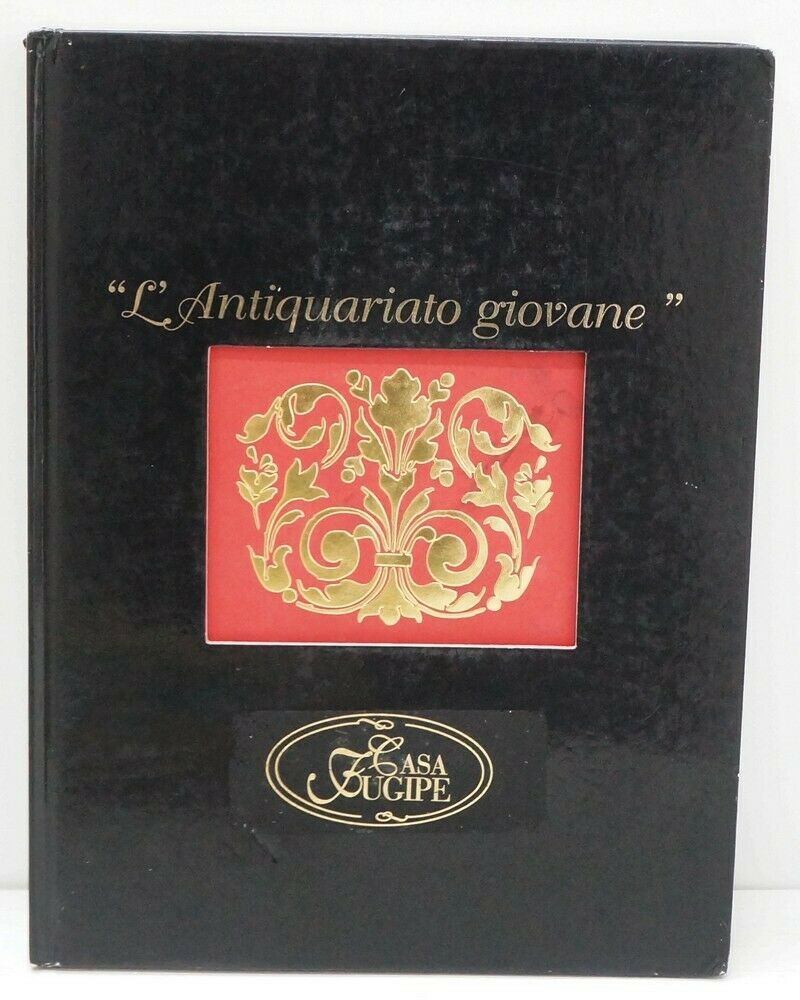 “L'Antiquariato giovane”
CASA
FUGIPE